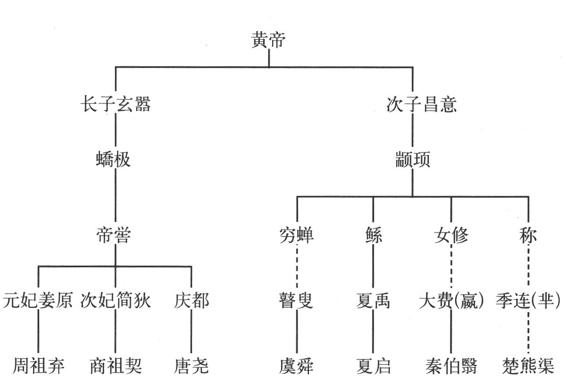 黄帝
长子玄嚣 次子昌意
蟜极 颛顼
帝喾 穷蝉 鲧 女修 称
元妃姜原 次妃简狄 庆都 瞽叟 夏禹 大费(嬴) 季连(芈)
周祖弃 商祖契 唐尧 虞舜 夏启 秦伯翳 楚熊渠